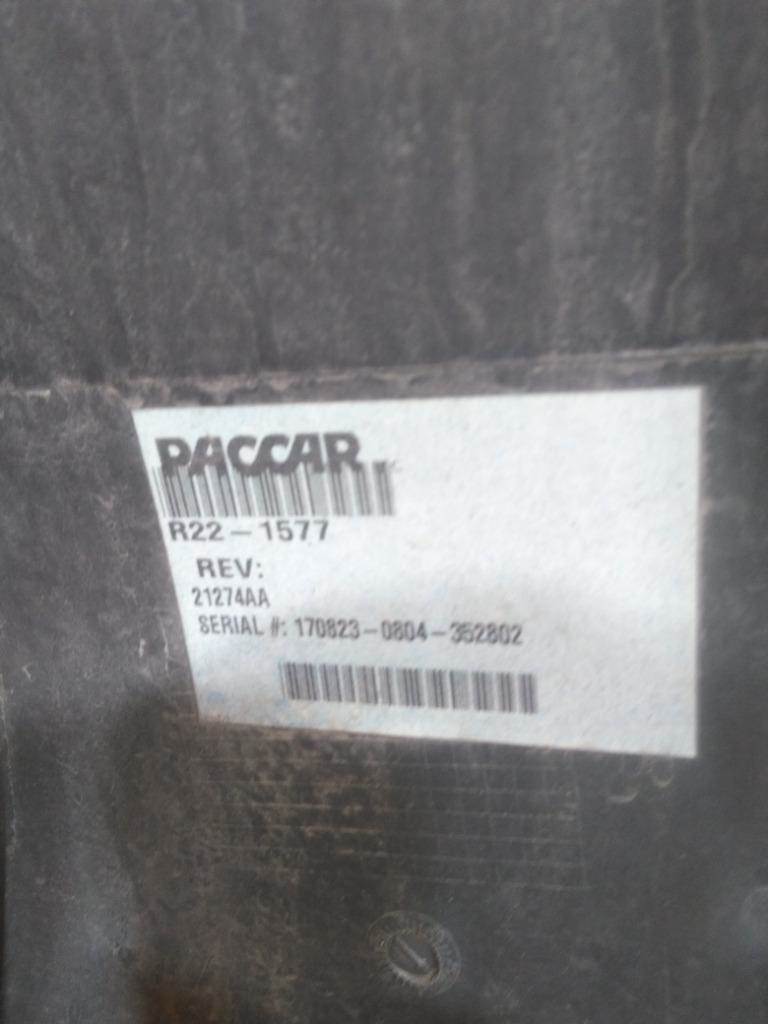 PACCAR
R22-1577
REV:
21274AA
SERIAL #: 170823-0804-352802